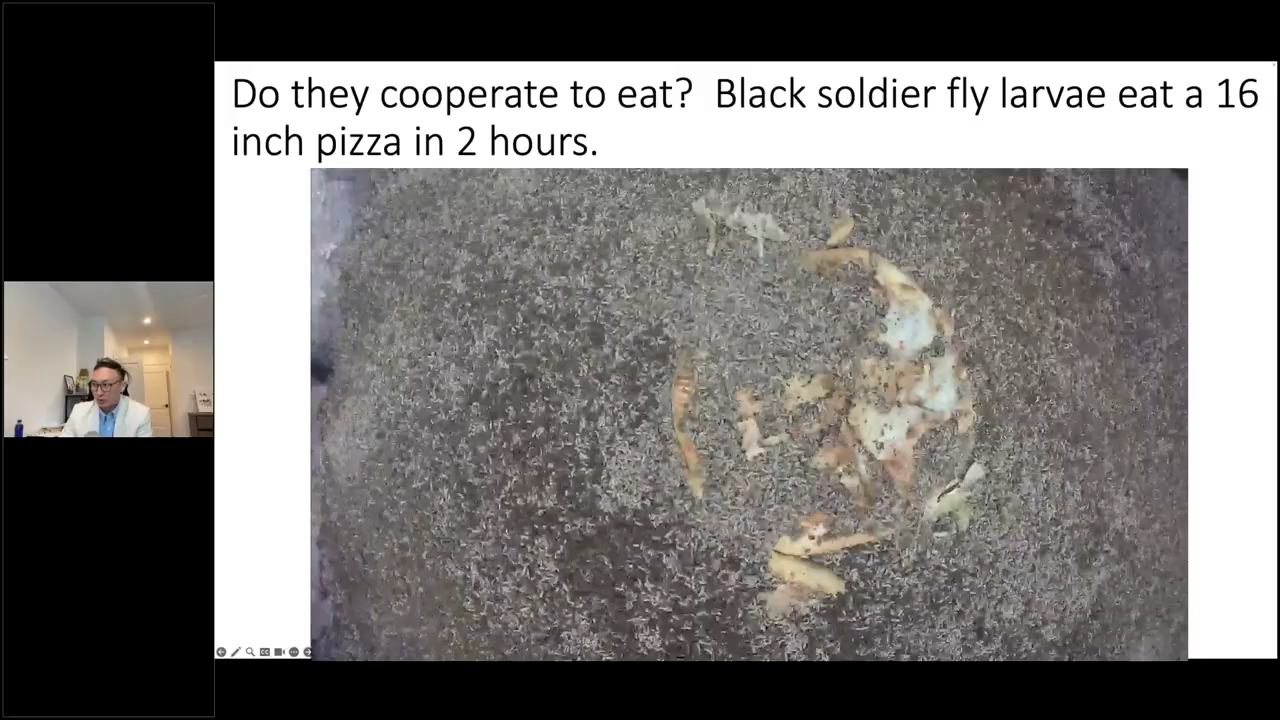 Do they cooperate to eat?  Black soldier fly larvae eat a 16
inch pizza in 2 hours.